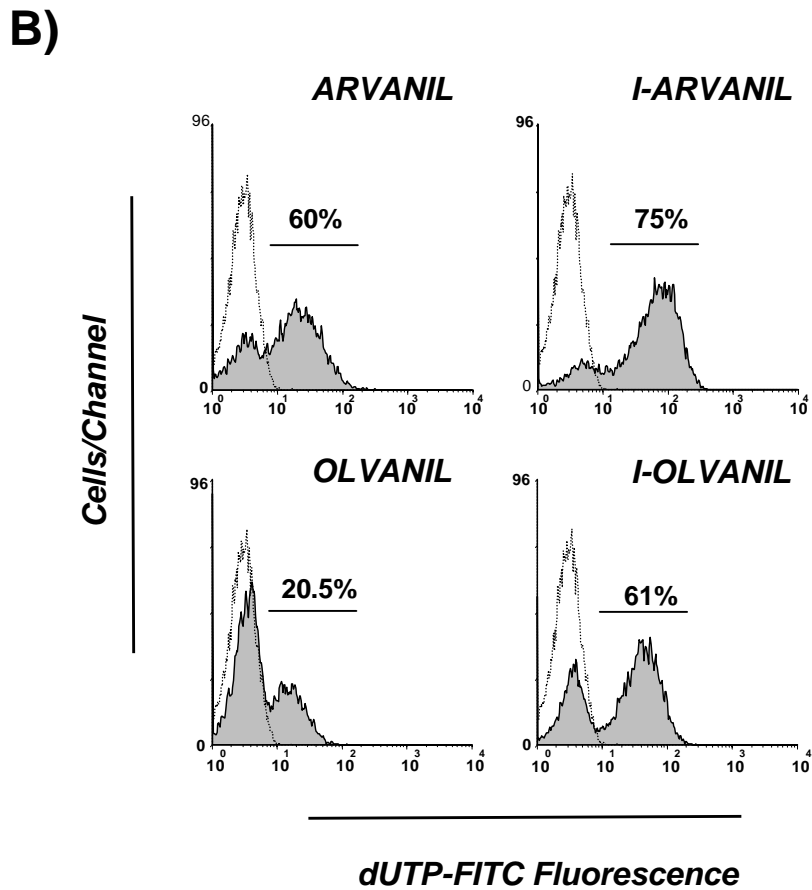 B)
ARVANIL
I-ARVANIL
96
96
60%
75%
0
0
10^0 10^1 10^2 10^3 10^4
10^0 10^1 10^2 10^3 10^4
Cells/Channel
OLVANIL
I-OLVANIL
96
96
20.5%
61%
0
0
10^0 10^1 10^2 10^3 10^4
10^0 10^1 10^2 10^3 10^4
dUTP-FITC Fluorescence